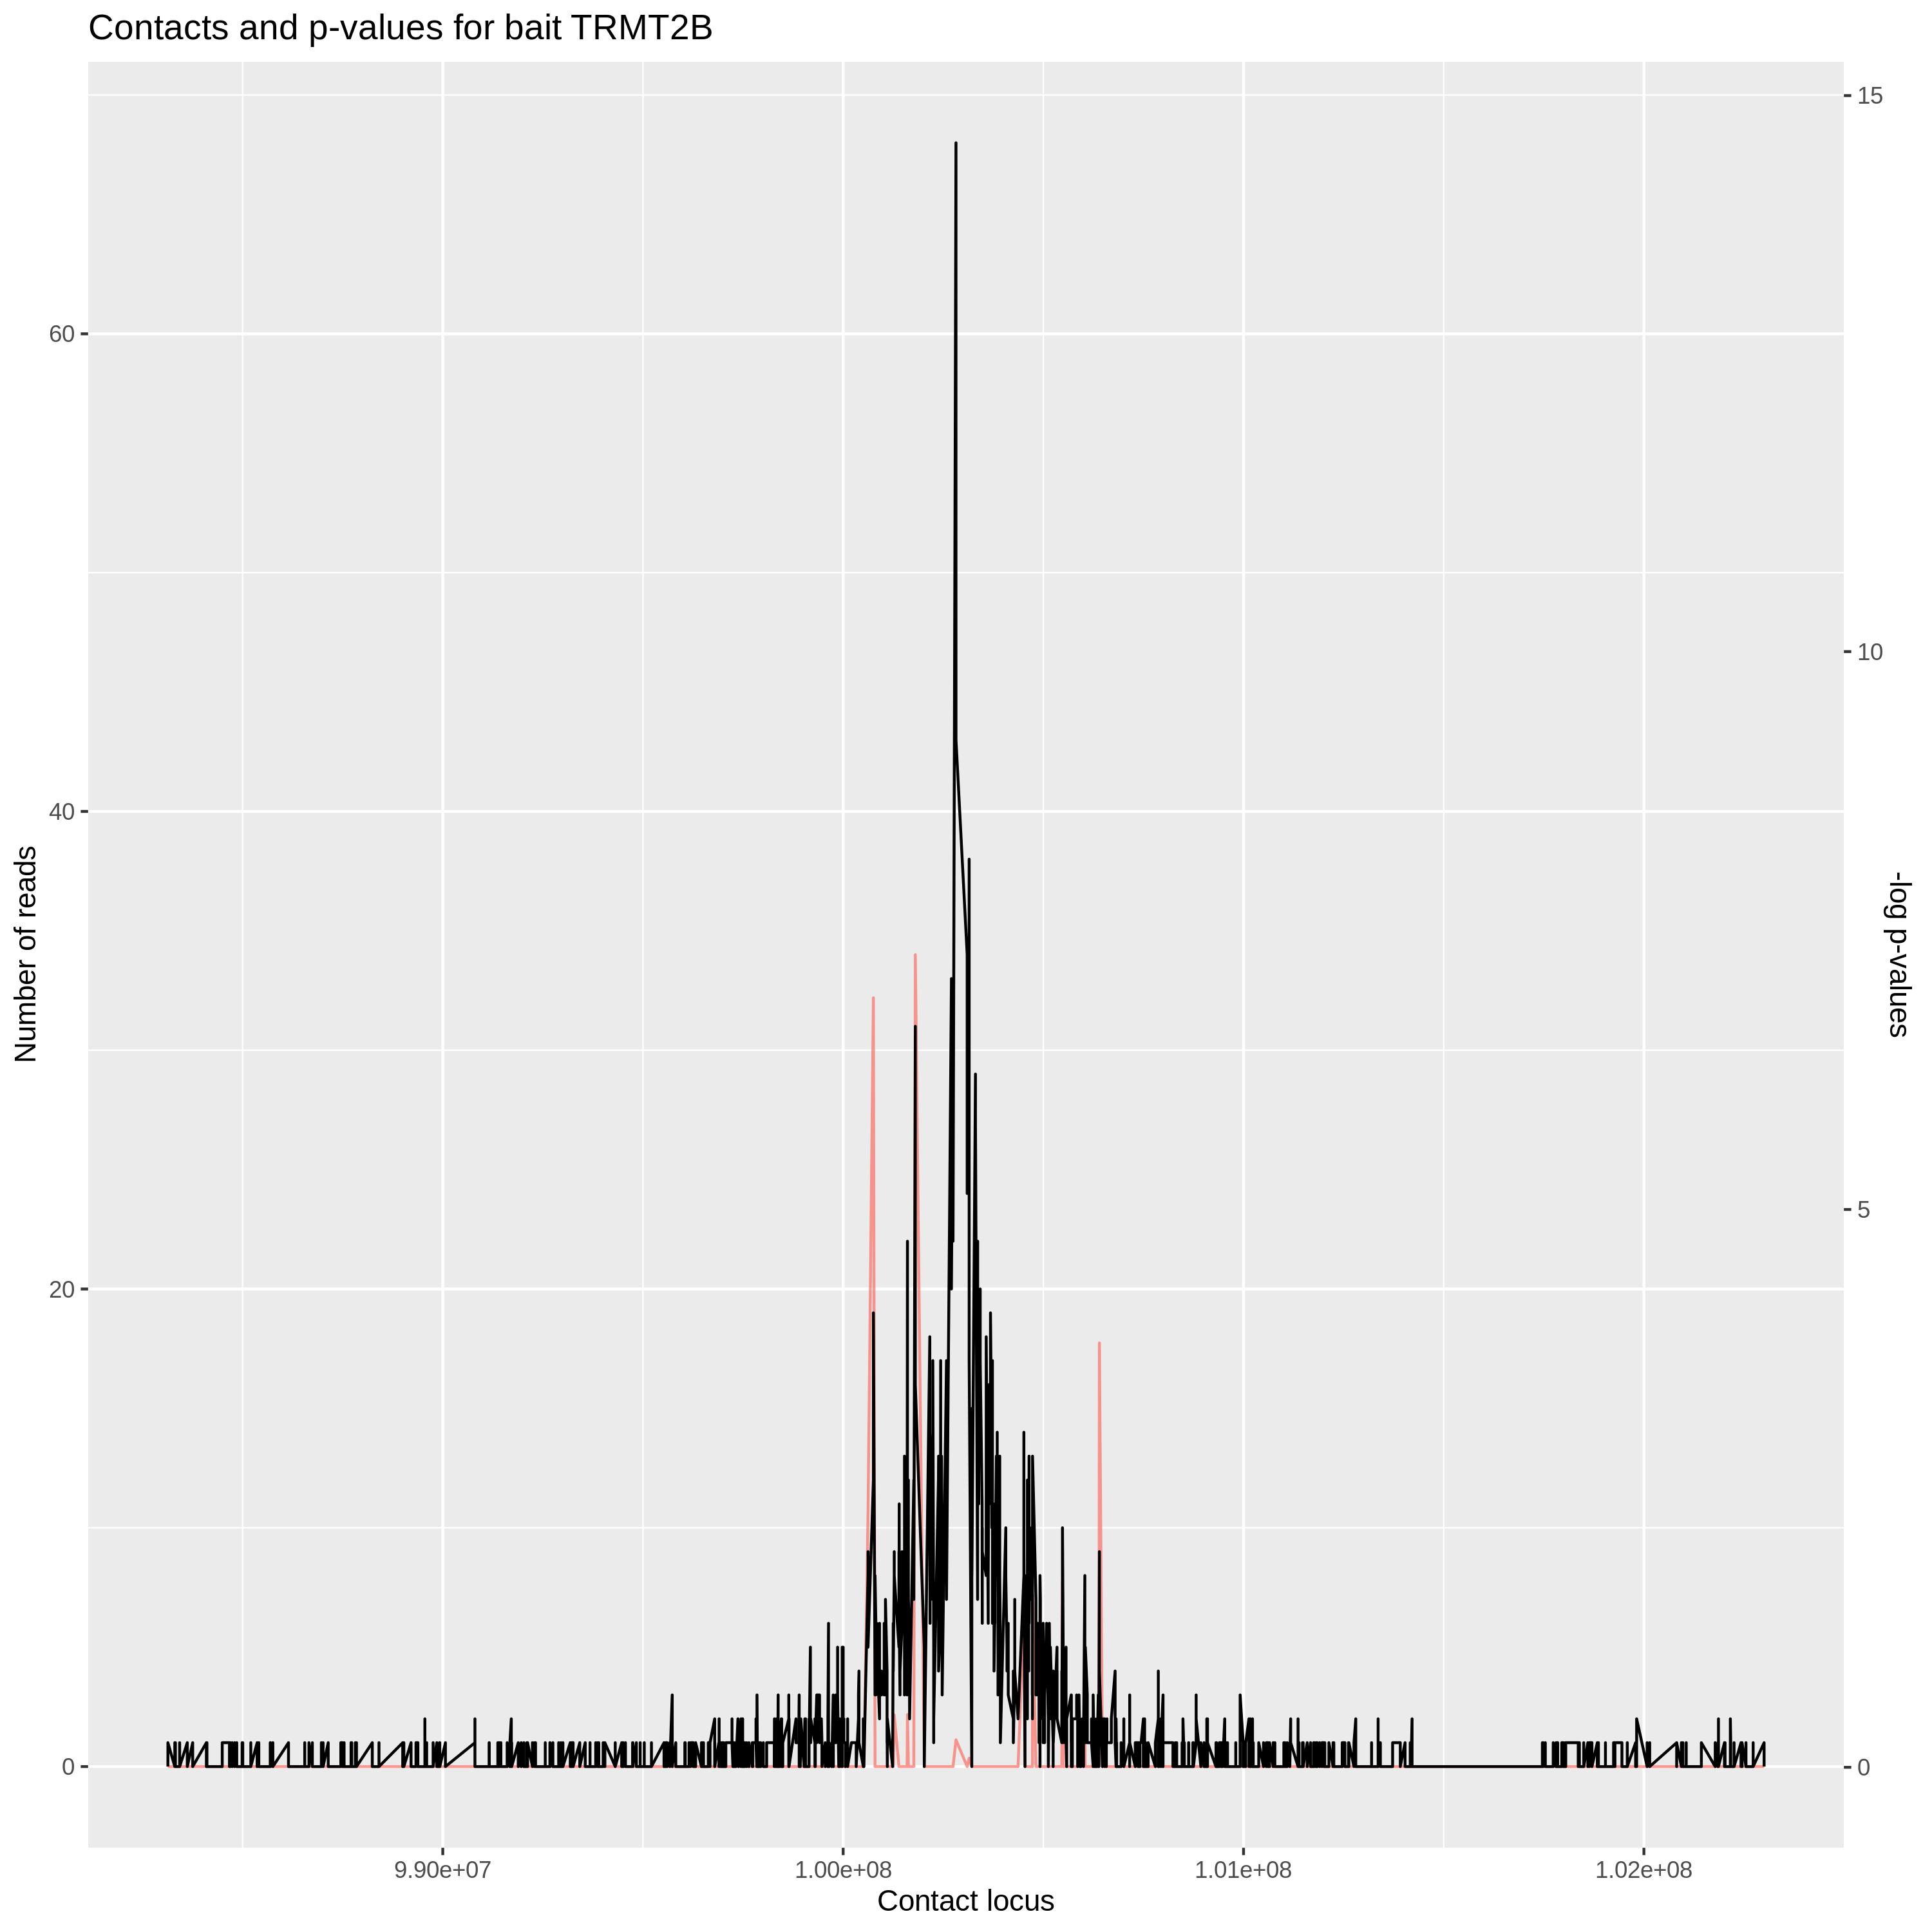 Contacts and p-values for bait TRMT2B
15
60
10
40
Number of reads
-log p-values
5
20
0
0
9.90e+07
1.00e+08
1.01e+08
1.02e+08
Contact locus